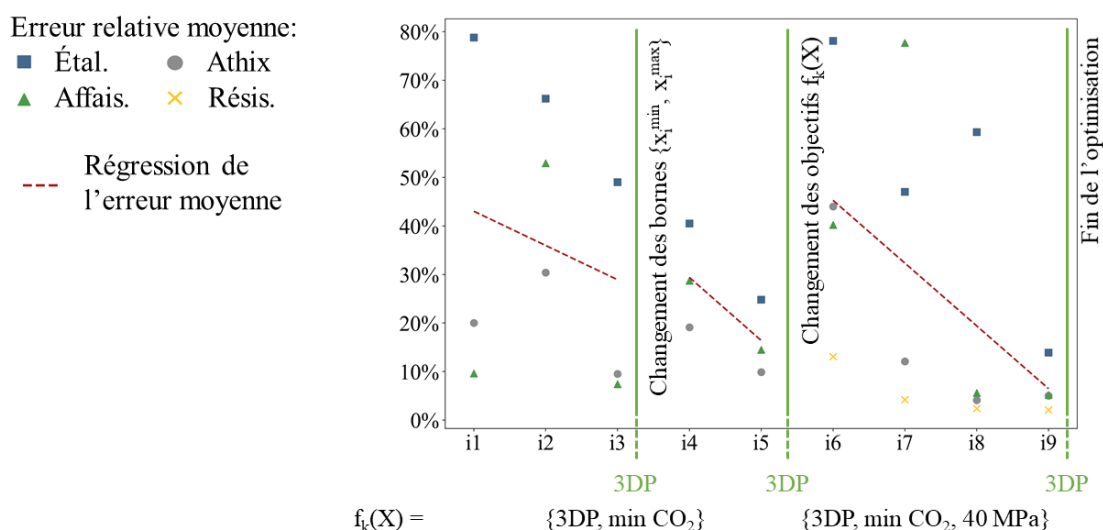 Erreur relative moyenne:
Étal.
Athix
Affais.
Résis.
Régression de
l’erreur moyenne
80%
70%
60%
50%
40%
30%
20%
10%
0%
Changement des bornes {x_i^min , x_i^max}
Changement des objectifs f_k(X)
Fin de l’optimisation
i1 i2 i3 i4 i5 i6 i7 i8 i9
3DP 3DP 3DP
f_k(X) = {3DP, min CO₂} {3DP, min CO₂, 40 MPa}